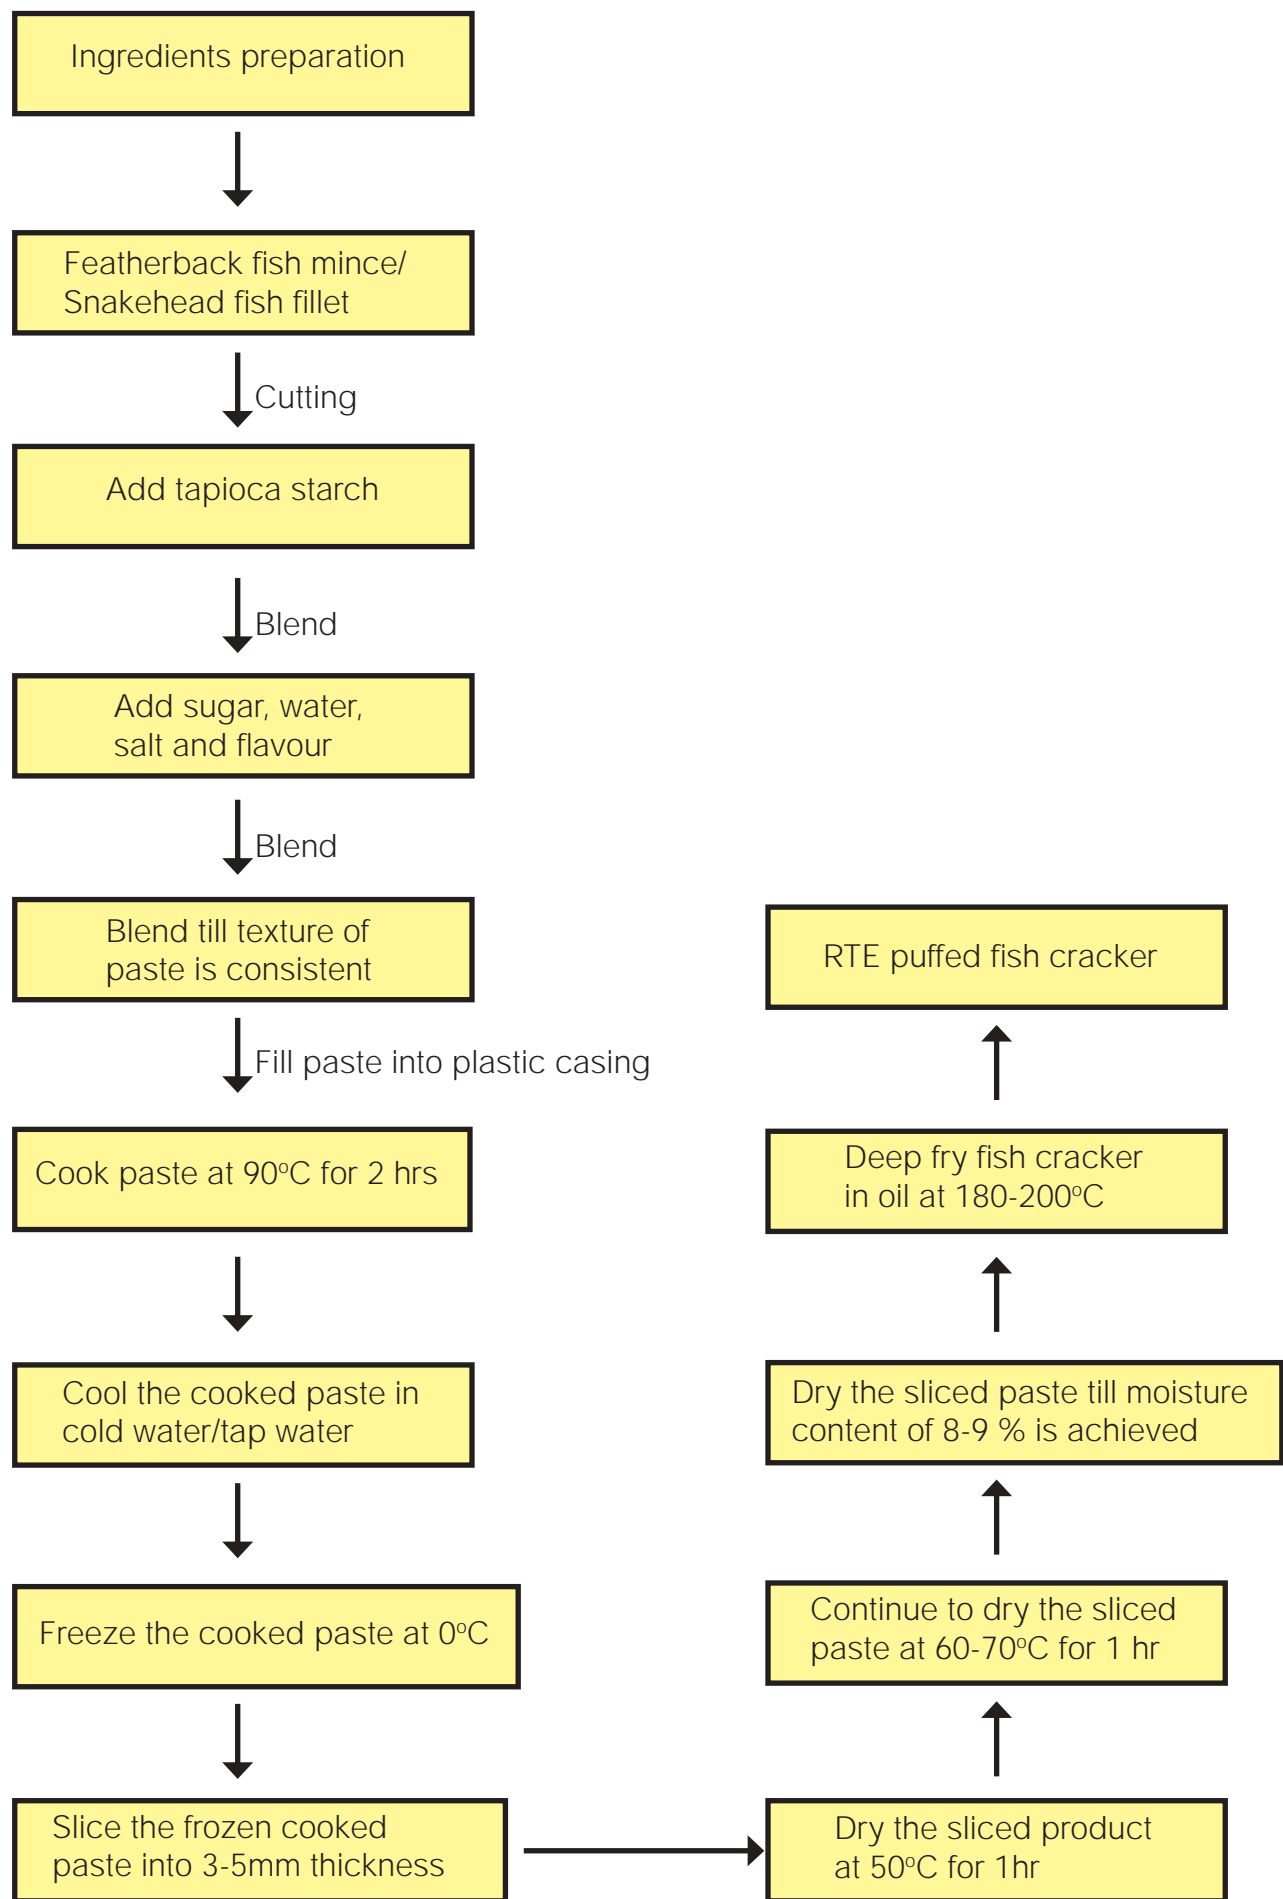 Ingredients preparation
Featherback fish mince/
Snakehead fish fillet
Cutting
Add tapioca starch
Blend
Add sugar, water,
salt and flavour
Blend
Blend till texture of
paste is consistent
Fill paste into plastic casing
Cook paste at 90ºC for 2 hrs
Cool the cooked paste in
cold water/tap water
Freeze the cooked paste at 0ºC
Slice the frozen cooked
paste into 3-5mm thickness
Dry the sliced product
at 50ºC for 1hr
Continue to dry the sliced
paste at 60-70ºC for 1 hr
Dry the sliced paste till moisture
content of 8-9 % is achieved
Deep fry fish cracker
in oil at 180-200ºC
RTE puffed fish cracker